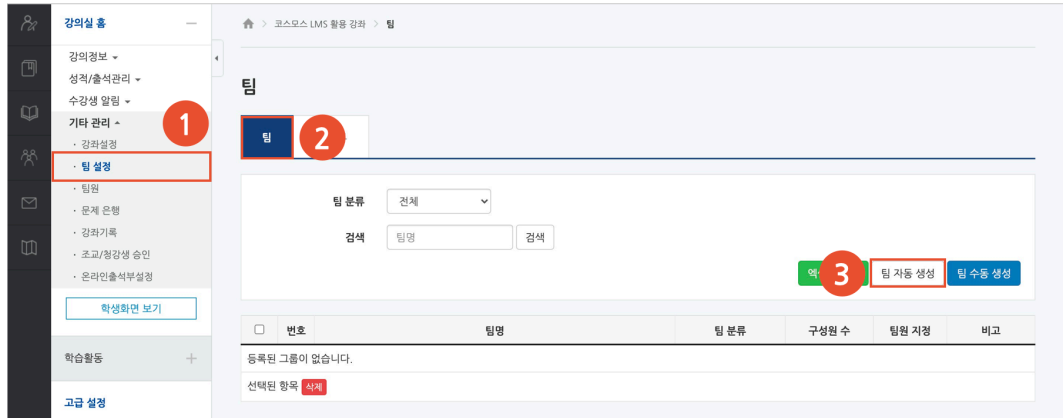 강의실 홈
강의정보
성적/출석관리
수강생 알림
기타 관리
· 강좌설정
· 팀 설정
· 팀원
· 문제 은행
· 강좌기록
· 조교/청강생 승인
· 온라인출석부설정
학생화면 보기
학습활동
고급 설정
1
코스모스 LMS 활용 강좌 > 팀
팀
팀
2
팀 분류 전체
검색 팀명 검색
3 팀 자동 생성 팀 수동 생성
번호 팀명 팀 분류 구성원 수 팀원 지정 비고
등록된 그룹이 없습니다.
선택된 항목 삭제